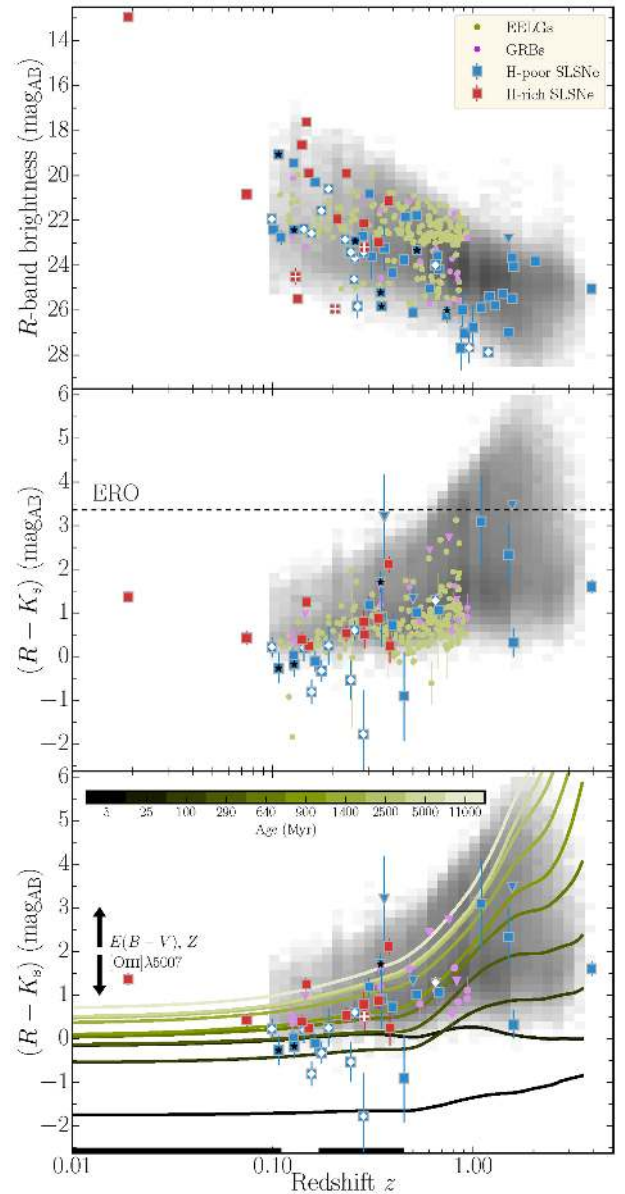 14
16
18
20
22
24
26
28
R-band brightness (mag_AB)
EELGs
GRBs
H-poor SLSNe
H-rich SLSNe
6
5
4
3
2
1
0
−1
−2
(R − K_s) (mag_AB)
ERO
6
5
4
3
2
1
0
−1
−2
(R − K_s) (mag_AB)
5 25 100 290 640 900 1400 2500 5000 11000
Age (Myr)
E(B − V), Z
[OIII]λ5007
0.01 0.10 1.00
Redshift z